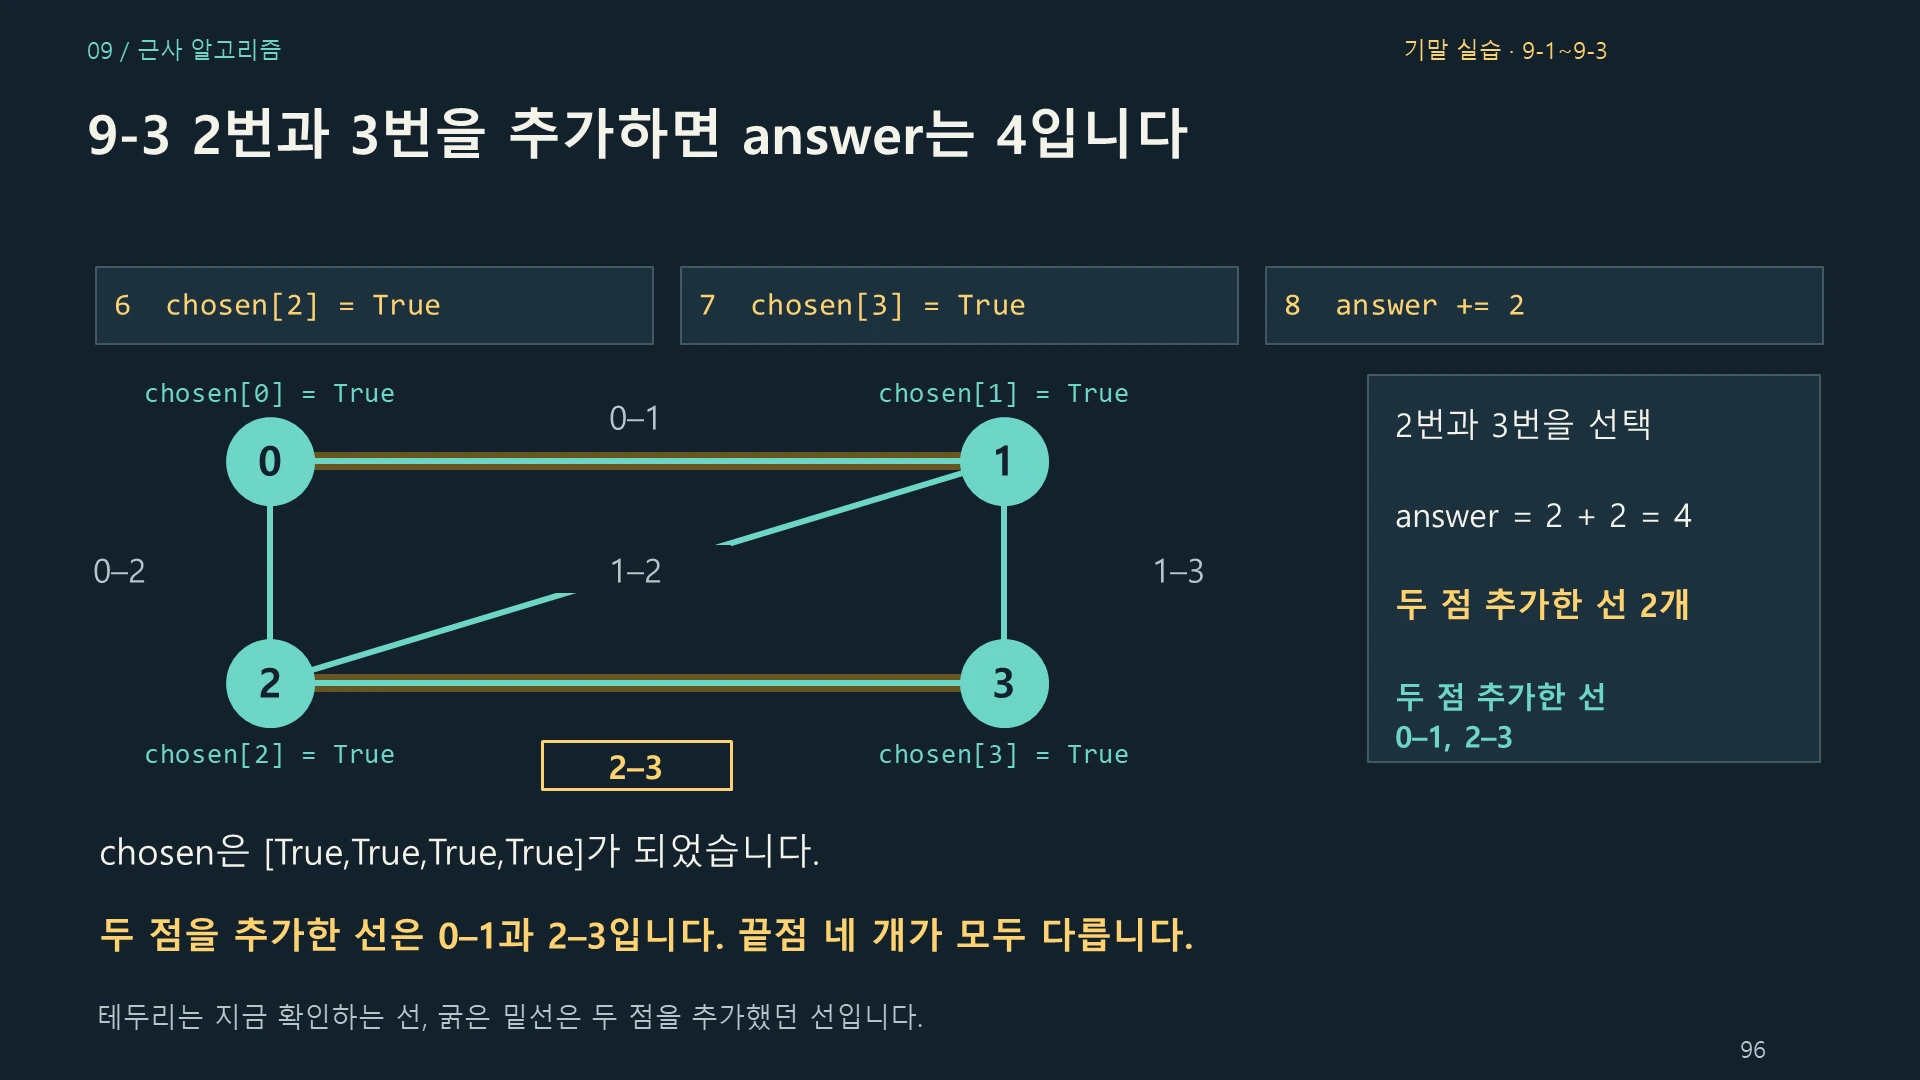 09 / 근사 알고리즘
기말 실습 · 9-1~9-3
9-3 2번과 3번을 추가하면 answer는 4입니다
6 chosen[2] = True
7 chosen[3] = True
8 answer += 2
chosen[0] = True
chosen[1] = True
0–1
0
1
0–2
1–2
1–3
2
3
chosen[2] = True
chosen[3] = True
2–3
2번과 3번을 선택
answer = 2 + 2 = 4
두 점 추가한 선 2개
두 점 추가한 선
0–1, 2–3
chosen은 [True,True,True,True]가 되었습니다.
두 점을 추가한 선은 0–1과 2–3입니다. 끝점 네 개가 모두 다릅니다.
테두리는 지금 확인하는 선, 굵은 밑선은 두 점을 추가했던 선입니다.
96